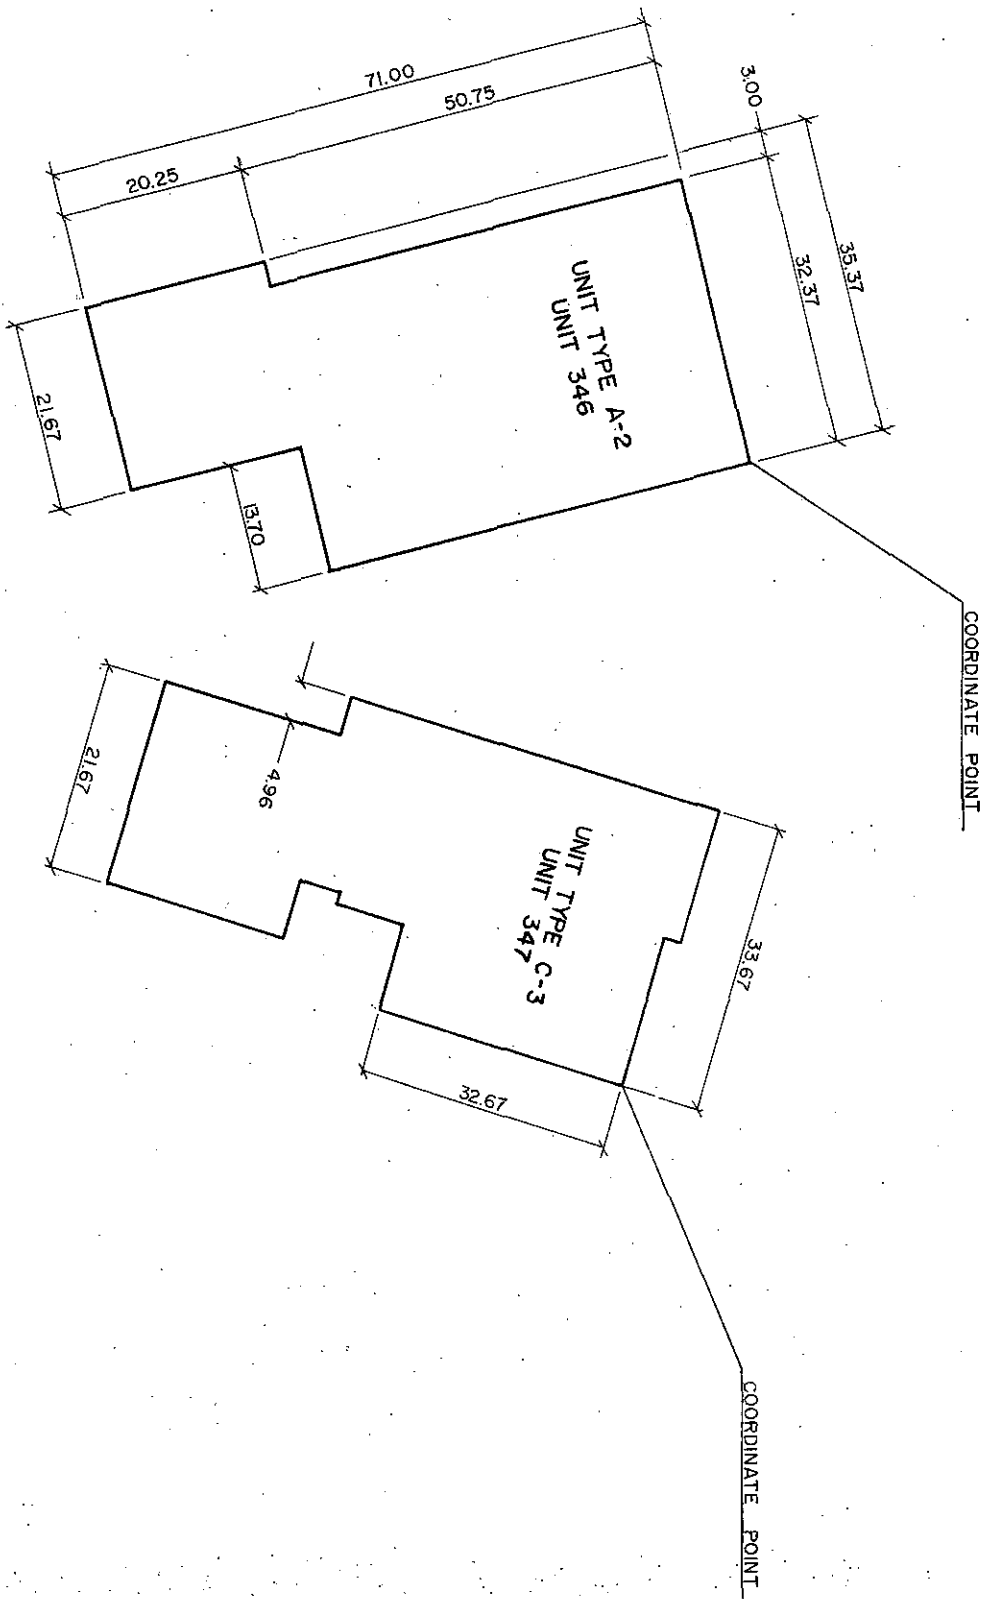 71.00
50.75
20.25
3.00
35.37
32.37
UNIT TYPE A-2
UNIT 346
21.67
13.70
COORDINATE POINT
21.67
4.96
UNIT TYPE C-3
UNIT 347
33.67
32.67
COORDINATE POINT